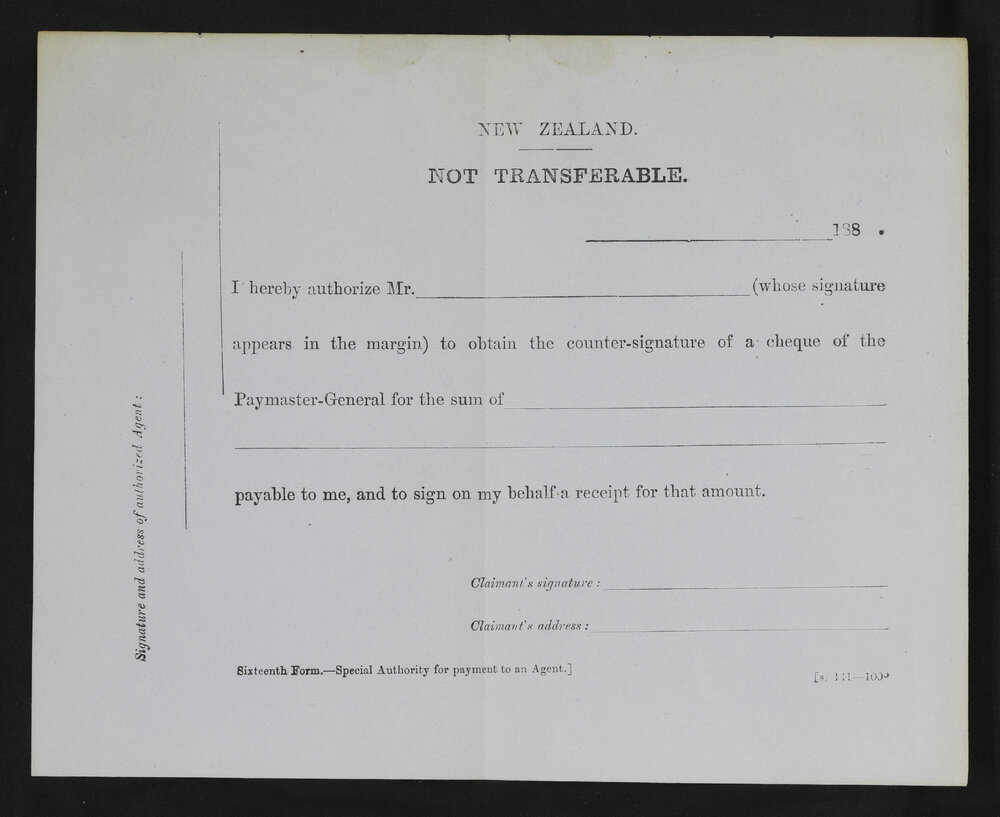 NEW ZEALAND.
NOT TRANSFERABLE.
188 .
I hereby authorize Mr. (whose signature
appears in the margin) to obtain the counter-signature of a cheque of the
Paymaster-General for the sum of
payable to me, and to sign on my behalf a receipt for that amount.
Signature and address of authorized Agent :
Claimant's signature :
Claimant's address :
Sixteenth Form.—Special Authority for payment to an Agent.]